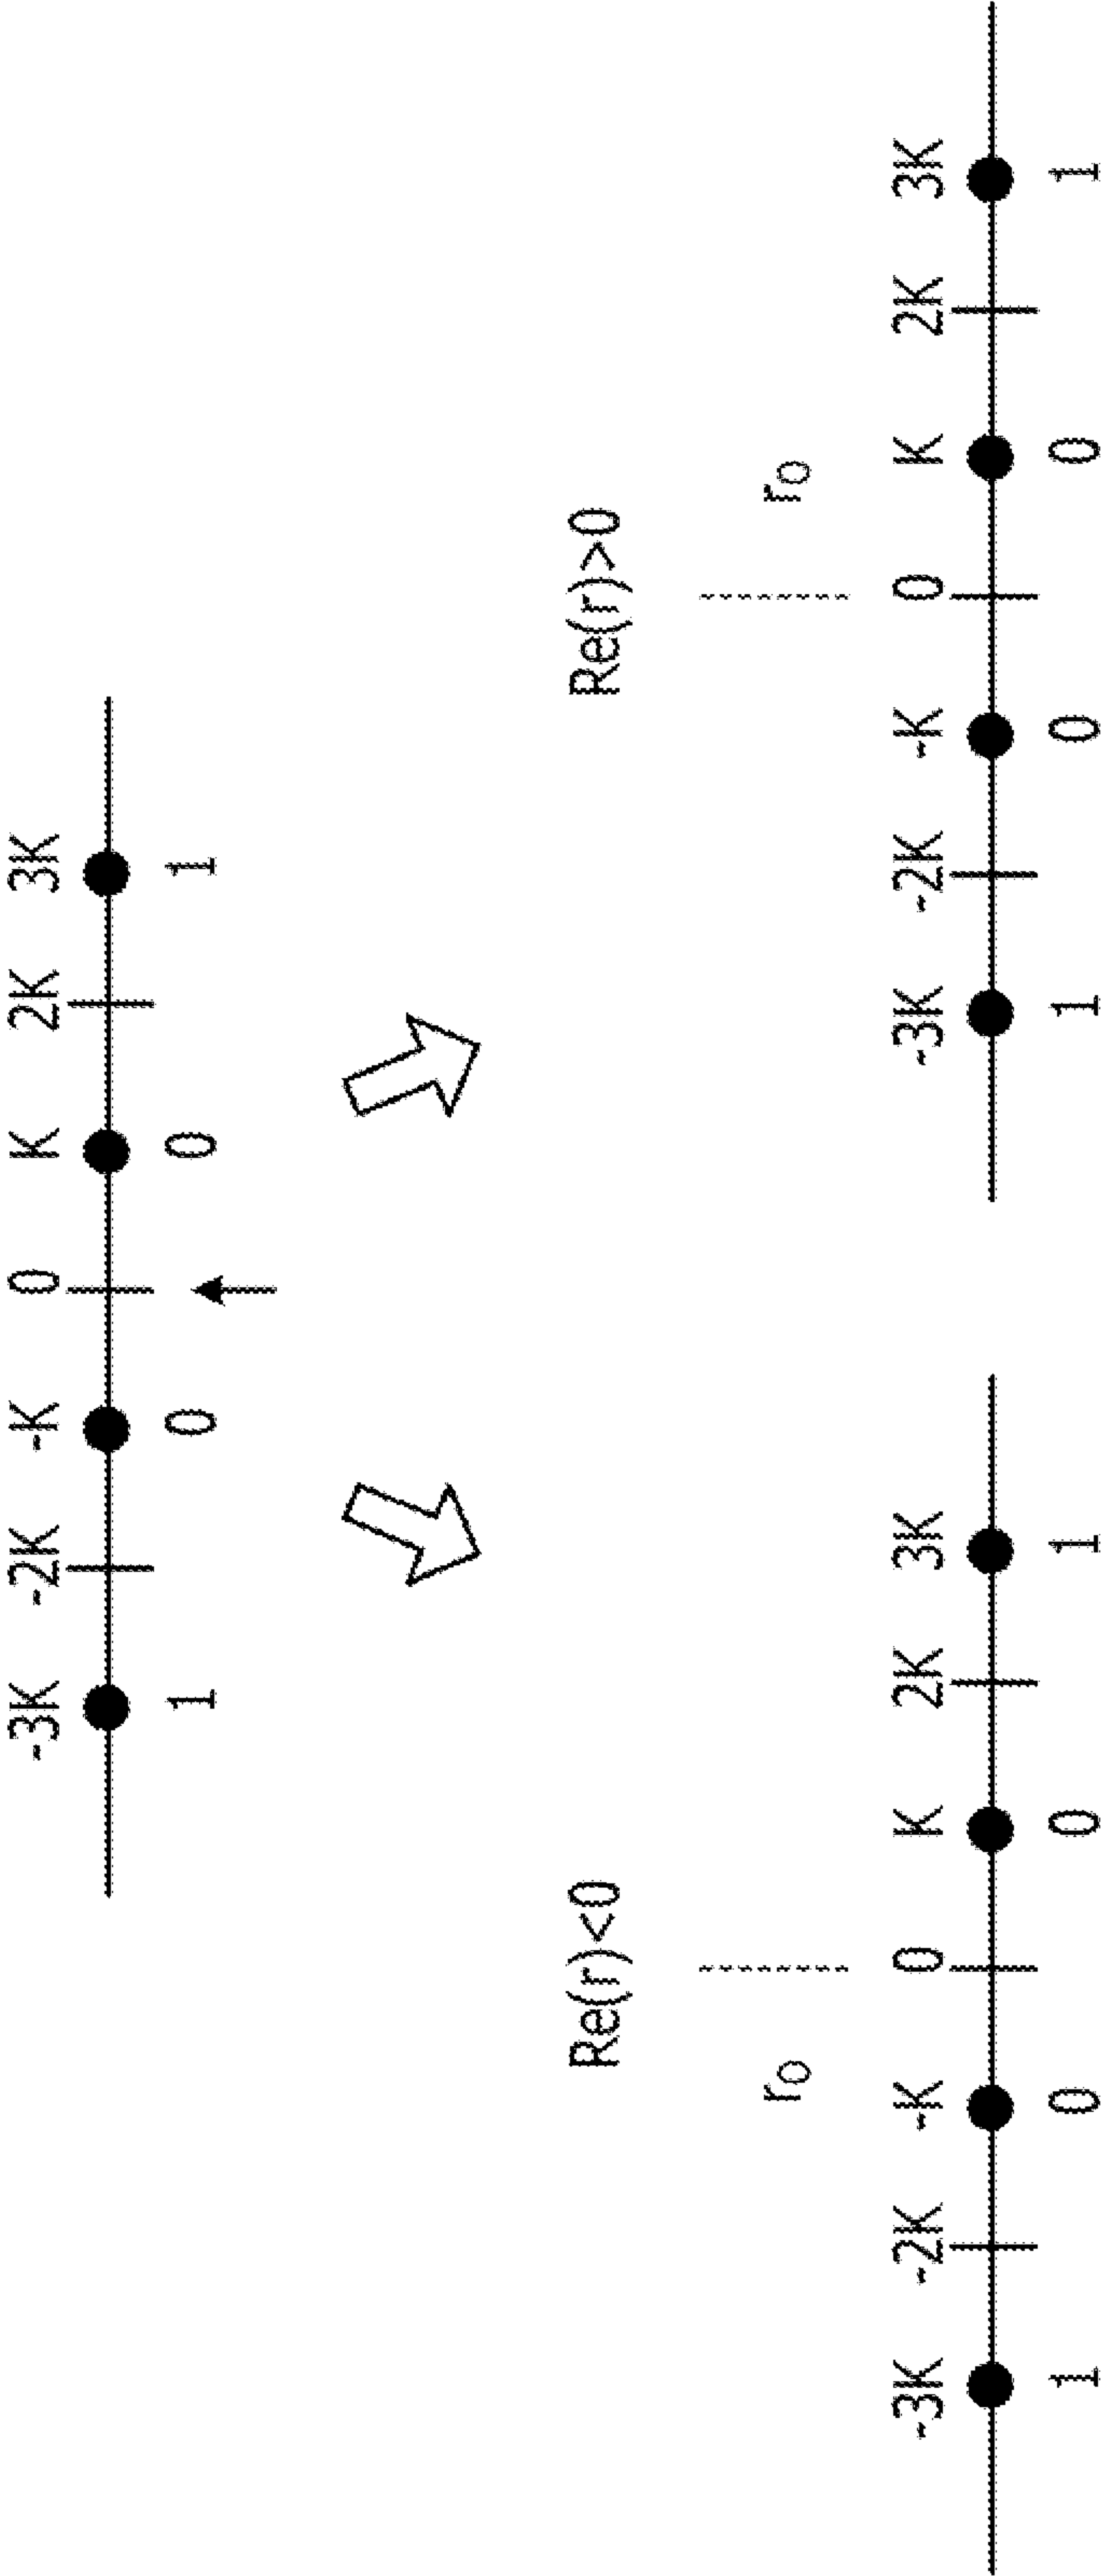 -3K -2K -K 0 K 2K 3K
1 0 0 1
Re(r)<0 Re(r)>0
r0 r0
-3K -2K -K 0 K 2K 3K -3K -2K -K 0 K 2K 3K
1 0 0 1 1 0 0 1